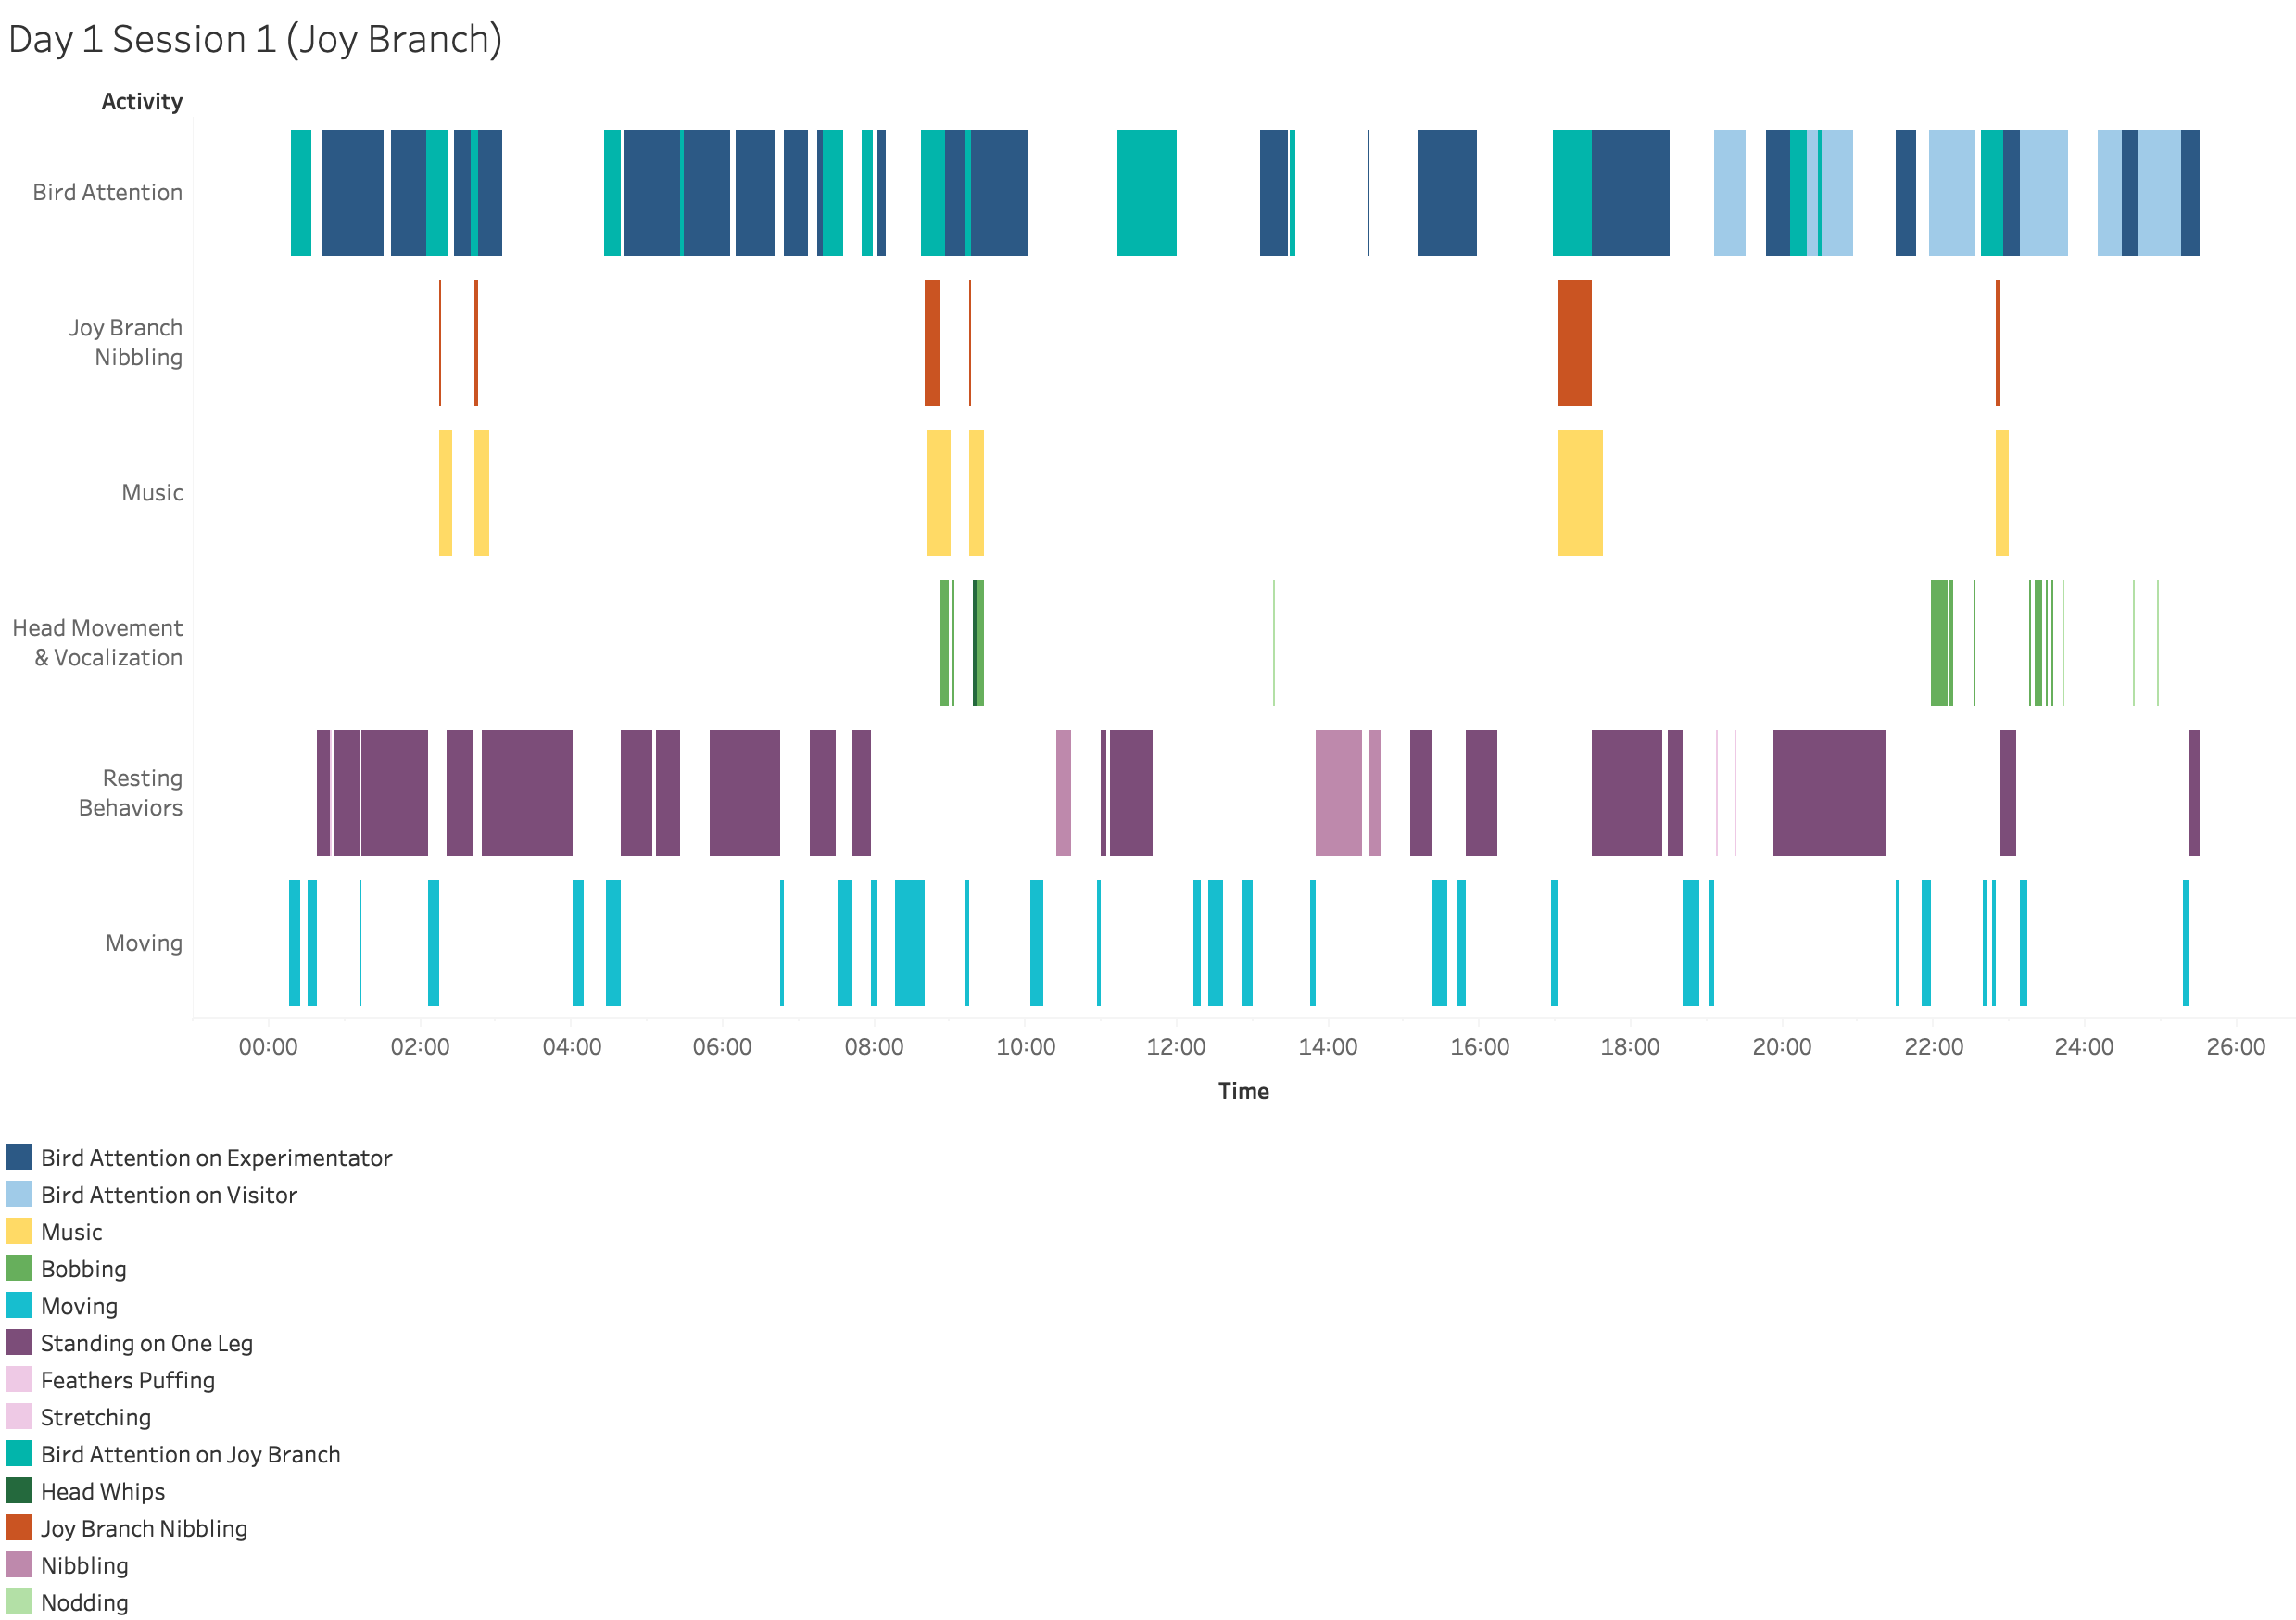 Day 1 Session 1 (Joy Branch)
Activity
Bird Attention
Joy Branch
Nibbling
Music
Head Movement
& Vocalization
Resting
Behaviors
Moving
00:00 02:00 04:00 06:00 08:00 10:00 12:00 14:00 16:00 18:00 20:00 22:00 24:00 26:00
Time
Bird Attention on Experimentator
Bird Attention on Visitor
Music
Bobbing
Moving
Standing on One Leg
Feathers Puffing
Stretching
Bird Attention on Joy Branch
Head Whips
Joy Branch Nibbling
Nibbling
Nodding